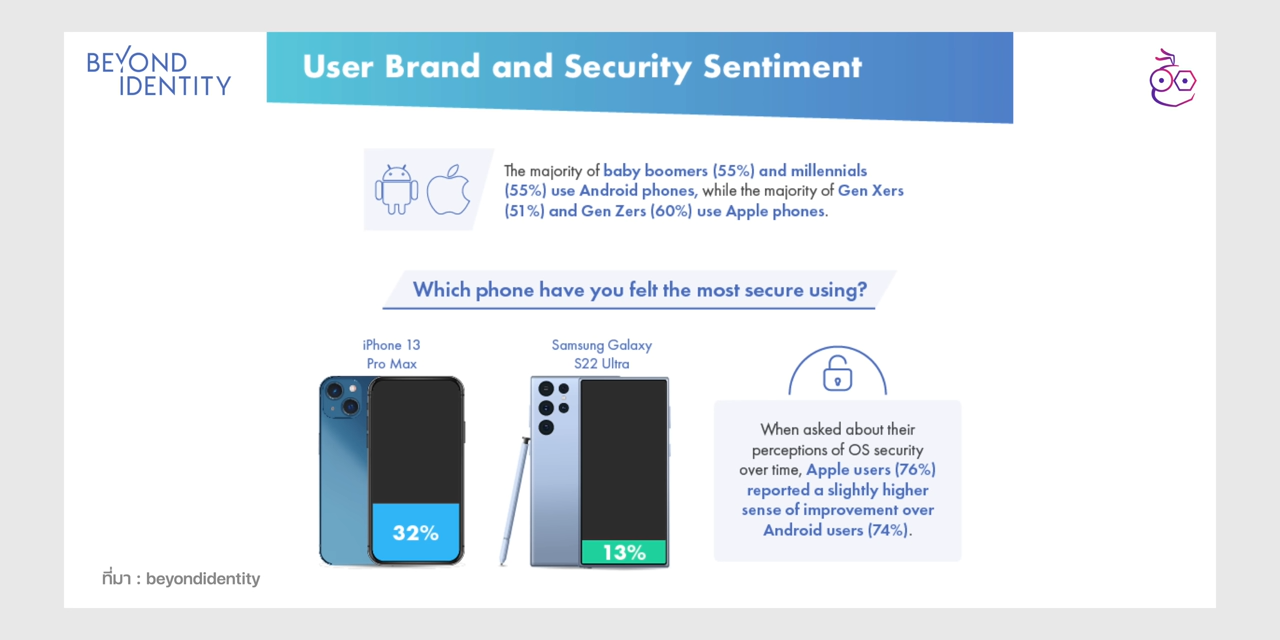 BEYOND
IDENTITY
User Brand and Security Sentiment
The majority of baby boomers (55%) and millennials
(55%) use Android phones, while the majority of Gen Xers
(51%) and Gen Zers (60%) use Apple phones.
Which phone have you felt the most secure using?
iPhone 13
Pro Max
32%
Samsung Galaxy
S22 Ultra
13%
When asked about their
perceptions of OS security
over time, Apple users (76%)
reported a slightly higher
sense of improvement over
Android users (74%).
ที่มา : beyondidentity